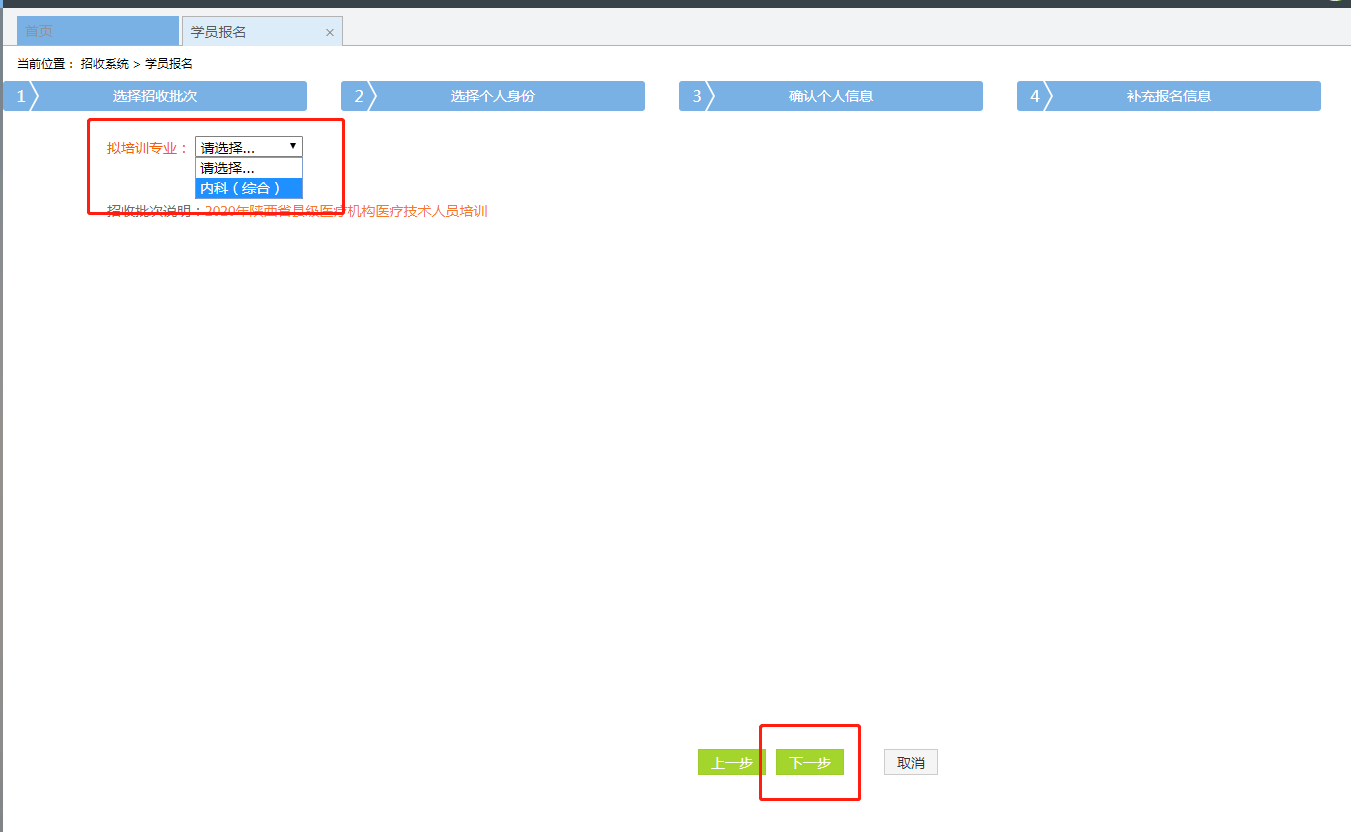 首页
学员报名 ×
当前位置： 招收系统 > 学员报名
1 选择招收批次 2 选择个人身份 3 确认个人信息 4 补充报名信息
拟培训专业： 请选择... ▼
请选择...
内科（综合）
招收批次说明：2020年陕西省县级医疗机构医疗技术人员培训
上一步 下一步 取消